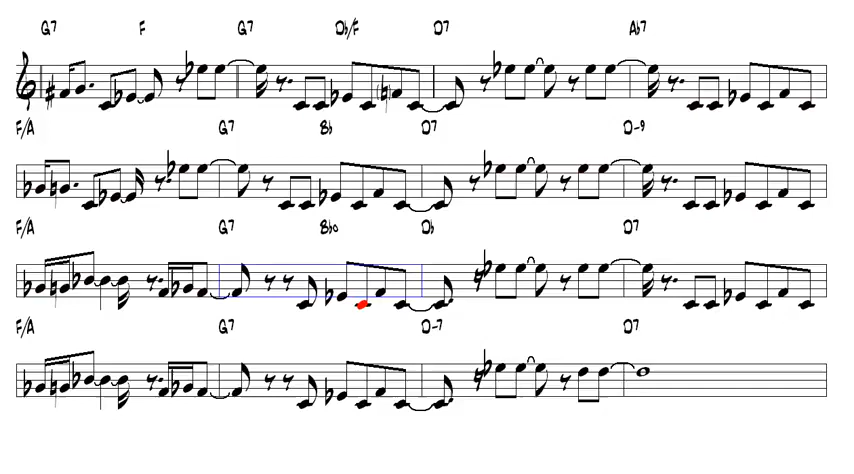 G7 F G7 Db/F D7 Ab7
F/A G7 Bb D7 D-9
F/A G7 Bbo Db D7
F/A G7 D-7 D7